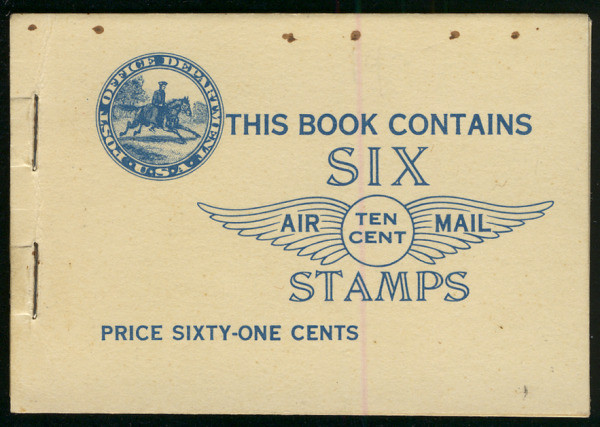 POST OFFICE DEPARTMENT
U.S.A.
THIS BOOK CONTAINS
SIX
AIR TEN CENT MAIL
STAMPS
PRICE SIXTY-ONE CENTS